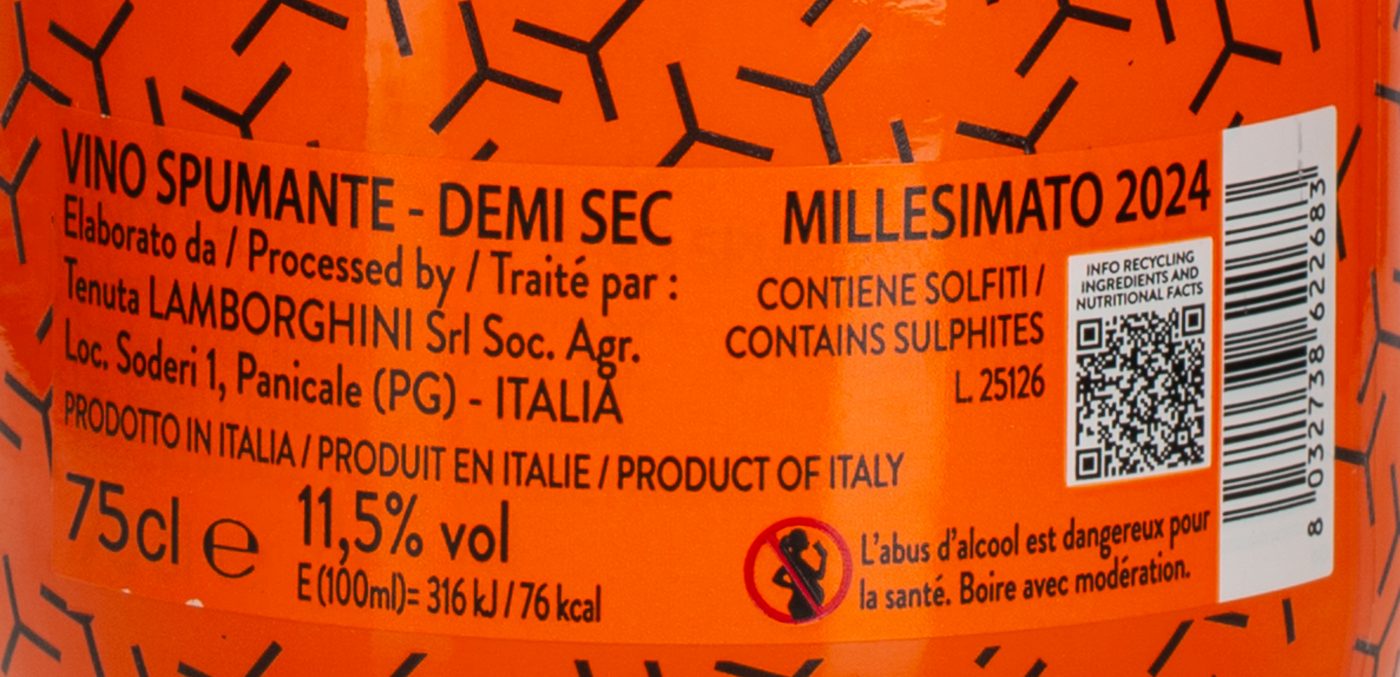 VINO SPUMANTE - DEMI SEC
Elaborato da / Processed by / Traité par :
Tenuta LAMBORGHINI Srl Soc. Agr.
Loc. Soderi 1, Panicale (PG) - ITALIA
PRODOTTO IN ITALIA / PRODUIT EN ITALIE / PRODUCT OF ITALY
75cl e 11,5% vol
E (100ml)= 316 kJ / 76 kcal
MILLESIMATO 2024
CONTIENE SOLFITI /
CONTAINS SULPHITES
L. 25126
INFO RECYCLING
INGREDIENTS AND
NUTRITIONAL FACTS
L'abus d'alcool est dangereux pour
la santé. Boire avec modération.
8 032738 622683